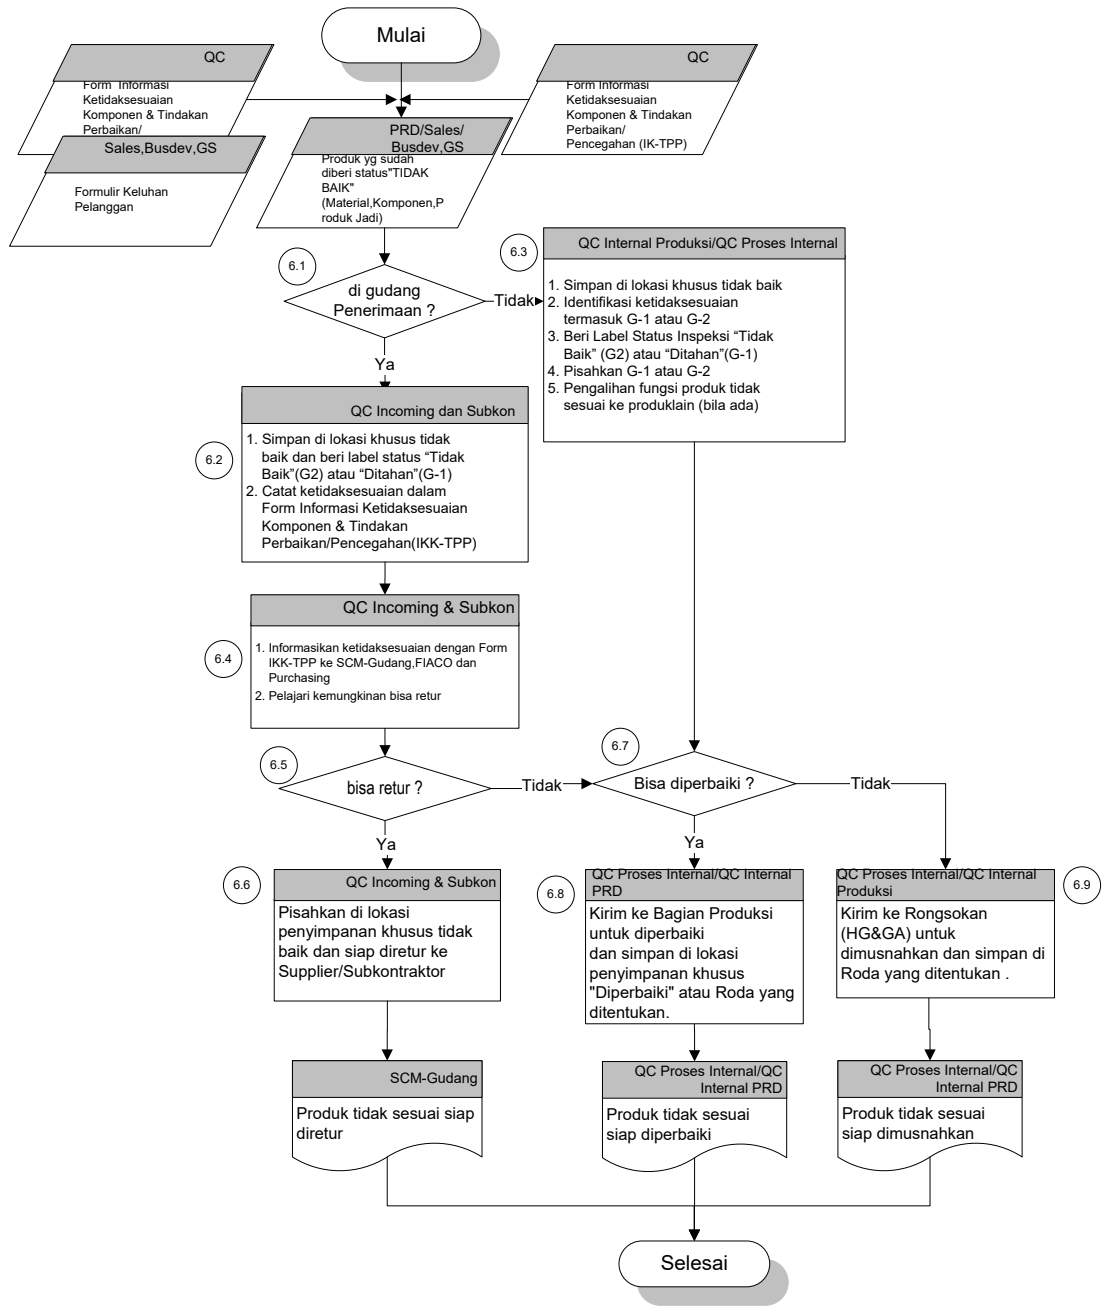 Mulai
QC
Form Informasi
Ketidaksesuaian
Komponen & Tindakan
Perbaikan/
Sales,Busdev,GS
Formulir Keluhan
Pelanggan
PRD/Sales/
Busdev,GS
Produk yg sudah
diberi status"TIDAK
BAIK"
(Material,Komponen,P
roduk Jadi)
QC
Form Informasi
Ketidaksesuaian
Komponen & Tindakan
Perbaikan/
Pencegahan (IK-TPP)
6.1
di gudang
Penerimaan ?
Tidak
Ya
6.3
QC Internal Produksi/QC Proses Internal
1. Simpan di lokasi khusus tidak baik
2. Identifikasi ketidaksesuaian
termasuk G-1 atau G-2
3. Beri Label Status Inspeksi “Tidak
Baik” (G2) atau “Ditahan”(G-1)
4. Pisahkan G-1 atau G-2
5. Pengalihan fungsi produk tidak
sesuai ke produklain (bila ada)
6.2
QC Incoming dan Subkon
1. Simpan di lokasi khusus tidak
baik dan beri label status “Tidak
Baik”(G2) atau “Ditahan”(G-1)
2. Catat ketidaksesuaian dalam
Form Informasi Ketidaksesuaian
Komponen & Tindakan
Perbaikan/Pencegahan(IKK-TPP)
6.4
QC Incoming & Subkon
1. Informasikan ketidaksesuaian dengan Form
IKK-TPP ke SCM-Gudang,FIACO dan
Purchasing
2. Pelajari kemungkinan bisa retur
6.5
bisa retur ?
Tidak
Ya
6.7
Bisa diperbaiki ?
Tidak
Ya
6.6
QC Incoming & Subkon
Pisahkan di lokasi
penyimpanan khusus tidak
baik dan siap diretur ke
Supplier/Subkontraktor
6.8
QC Proses Internal/QC Internal
PRD
Kirim ke Bagian Produksi
untuk diperbaiki
dan simpan di lokasi
penyimpanan khusus
"Diperbaiki" atau Roda yang
ditentukan.
6.9
QC Proses Internal/QC Internal
Produksi
Kirim ke Rongsokan
(HG&GA) untuk
dimusnahkan dan simpan di
Roda yang ditentukan .
SCM-Gudang
Produk tidak sesuai siap
diretur
QC Proses Internal/QC
Internal PRD
Produk tidak sesuai
siap diperbaiki
QC Proses Internal/QC
Internal PRD
Produk tidak sesuai
siap dimusnahkan
Selesai